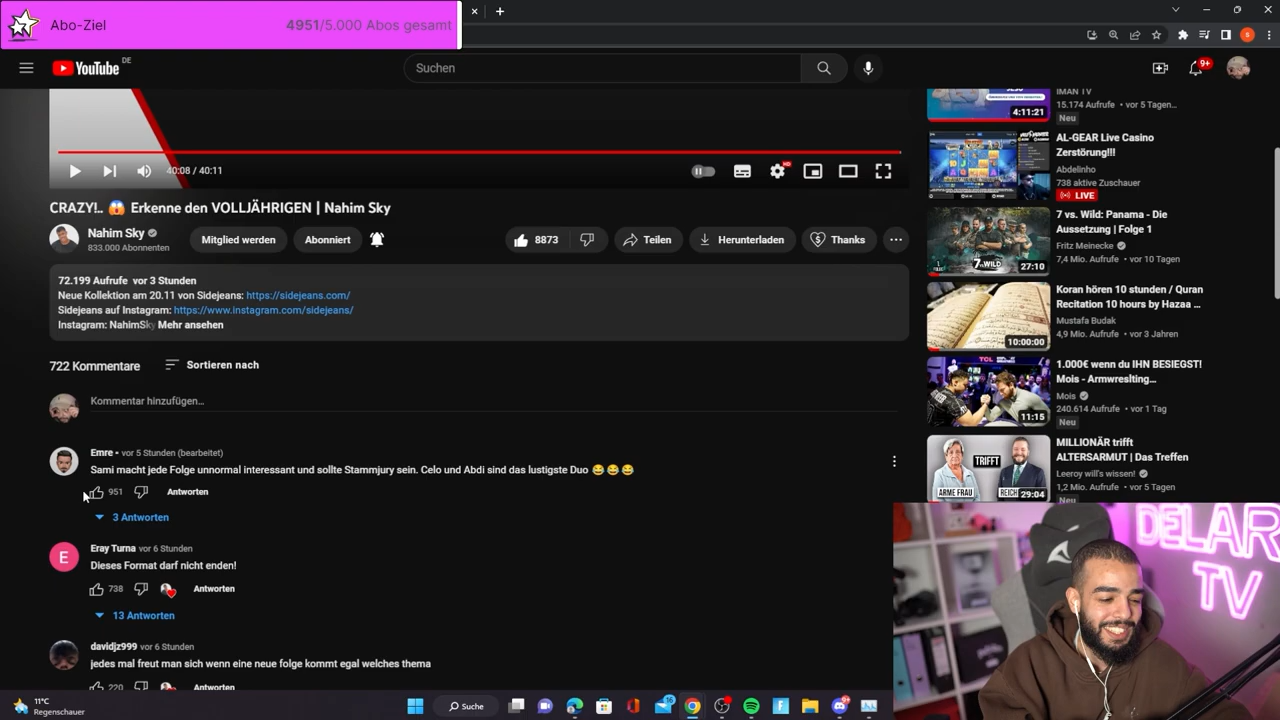 Abo-Ziel
4951/5.000 Abos gesamt
YouTube DE
Suchen
9+
40:08 / 40:11
HD
CRAZY!.. 😱 Erkenne den VOLLJÄHRIGEN | Nahim Sky
Nahim Sky
833.000 Abonnenten
Mitglied werden
Abonniert
8873
Teilen
Herunterladen
Thanks
72.199 Aufrufe vor 3 Stunden
Neue Kollektion am 20.11 von Sidejeans: https://sidejeans.com/
Sidejeans auf Instagram: https://www.instagram.com/sidejeans/
Instagram: NahimSky Mehr ansehen
722 Kommentare
Sortieren nach
Kommentar hinzufügen...
Emre • vor 5 Stunden (bearbeitet)
Sami macht jede Folge unnormal interessant und sollte Stammjury sein. Celo und Abdi sind das lustigste Duo 😂😂😂
951
Antworten
3 Antworten
E
Eray Turna vor 6 Stunden
Dieses Format darf nicht enden!
738
Antworten
13 Antworten
davidjz999 vor 6 Stunden
jedes mal freut man sich wenn eine neue folge kommt egal welches thema
220
Antworten
IMAN TV
15.174 Aufrufe • vor 5 Tagen...
Neu
4:11:21
AL-GEAR Live Casino
Zerstörung!!!
Abdelinho
738 aktive Zuschauer
LIVE
7 vs. Wild: Panama - Die
Aussetzung | Folge 1
Fritz Meinecke
7,4 Mio. Aufrufe • vor 10 Tagen
7 WILD
27:10
Koran hören 10 stunden / Quran
Recitation 10 hours by Hazaa ...
Mustafa Budak
4,9 Mio. Aufrufe • vor 3 Jahren
10:00:00
1.000€ wenn du IHN BESIEGST!
Mois - Armwreslting...
Mois
240.614 Aufrufe • vor 1 Tag
Neu
TCL
11:15
MILLIONÄR trifft
ALTERSARMUT | Das Treffen
Leeroy will's wissen!
1,2 Mio. Aufrufe • vor 5 Tagen
Neu
TRIFFT
ARME FRAU
REICH
29:04
DELAR
TV
11°C
Regenschauer
Suche